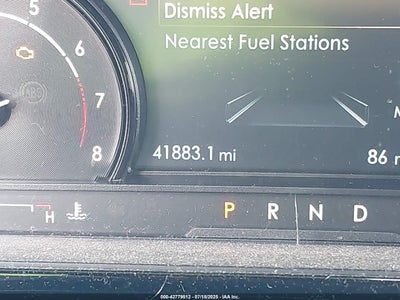 Dismiss Alert
Nearest Fuel Stations
5
6
7
8
41883.1 mi
86
H
P R N D
000-42779512 - 07/18/2025 - IAA Inc.